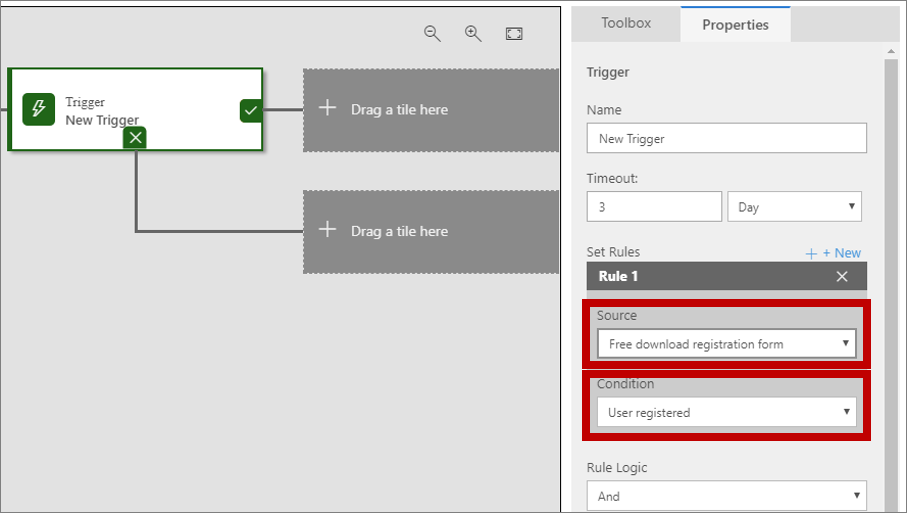 Trigger
New Trigger
Drag a tile here
Drag a tile here
Toolbox
Properties
Trigger
Name
New Trigger
Timeout:
3
Day
Set Rules
+ New
Rule 1
Source
Free download registration form
Condition
User registered
Rule Logic
And